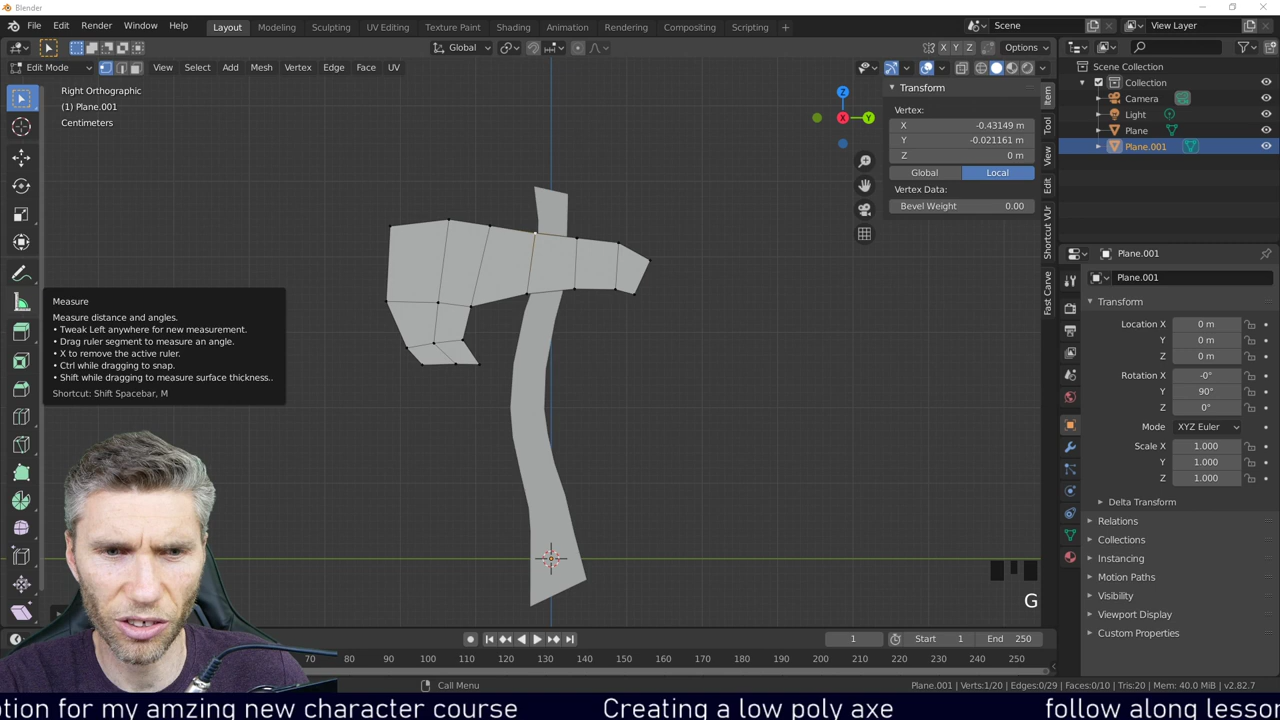 Blender
File Edit Render Window Help
Layout Modeling Sculpting UV Editing Texture Paint Shading Animation Rendering Compositing Scripting +
Scene
View Layer
Global
X Y Z
Options
Edit Mode
View Select Add Mesh Vertex Edge Face UV
Right Orthographic
(1) Plane.001
Centimeters
Z
X
Y
Transform
Vertex:
X -0.43149 m
Y -0.021161 m
Z 0 m
Global Local
Vertex Data:
Bevel Weight 0.00
Item
Tool
View
Edit
Shortcut VUr
Fast Carve
Scene Collection
Collection
Camera
Light
Plane
Plane.001
Plane.001
Plane.001
Transform
Location X 0 m
Y 0 m
Z 0 m
Rotation X -0°
Y 90°
Z 0°
Mode XYZ Euler
Scale X 1.000
Y 1.000
Z 1.000
Delta Transform
Relations
Collections
Instancing
Motion Paths
Visibility
Viewport Display
Custom Properties
Measure
Measure distance and angles.
• Tweak Left anywhere for new measurement.
• Drag ruler segment to measure an angle.
• X to remove the active ruler.
• Ctrl while dragging to snap.
• Shift while dragging to measure surface thickness..
Shortcut: Shift Spacebar, M
G
1 Start 1 End 250
70 80 90 100 110 120 130 140 150 160 170 180 190 200 210 220 230 240 250
Call Menu
Plane.001 | Verts:1/20 | Edges:0/29 | Faces:0/10 | Tris:20 | Mem: 40.0 MiB | v2.82.7
otion for my amzing new character course Creating a low poly axe follow along lesson